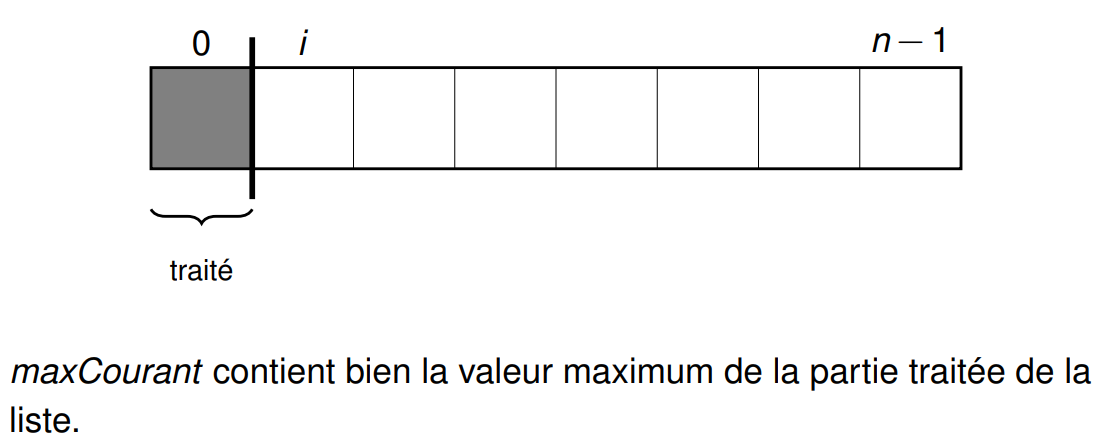 0 i n − 1
traité
maxCourant contient bien la valeur maximum de la partie traitée de la
liste.